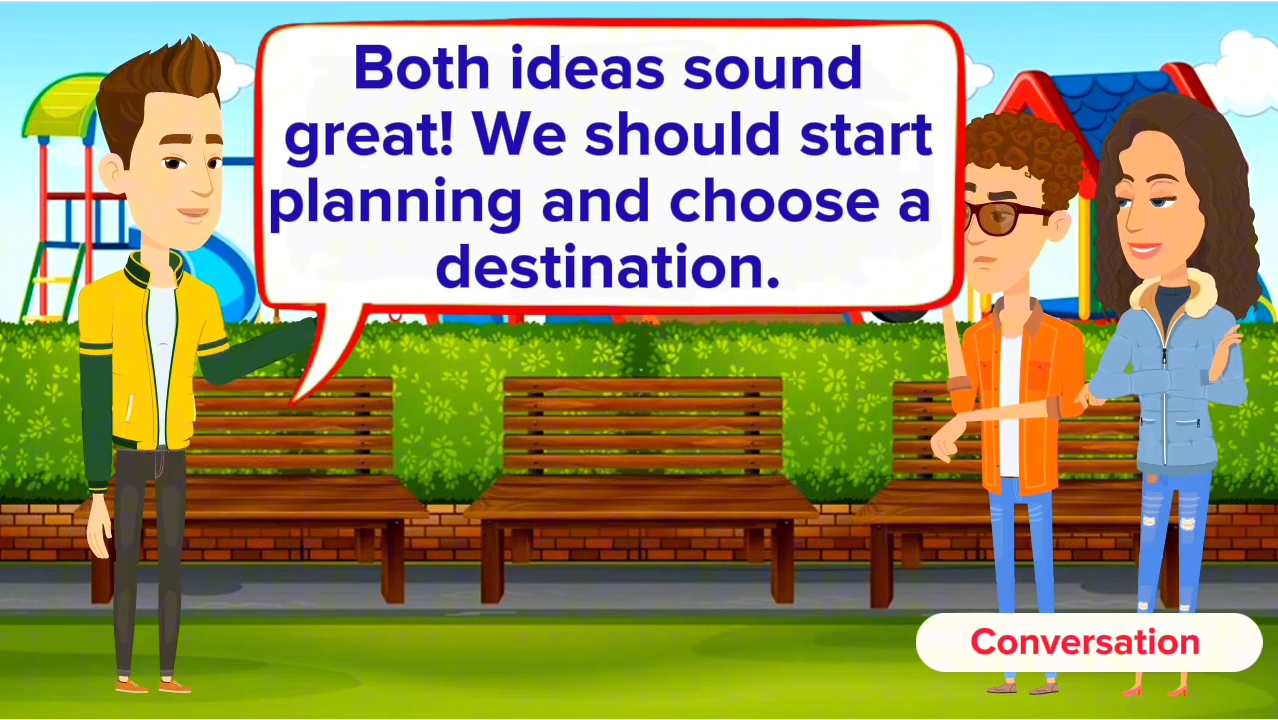 Both ideas sound
great! We should start
planning and choose a
destination.
Conversation